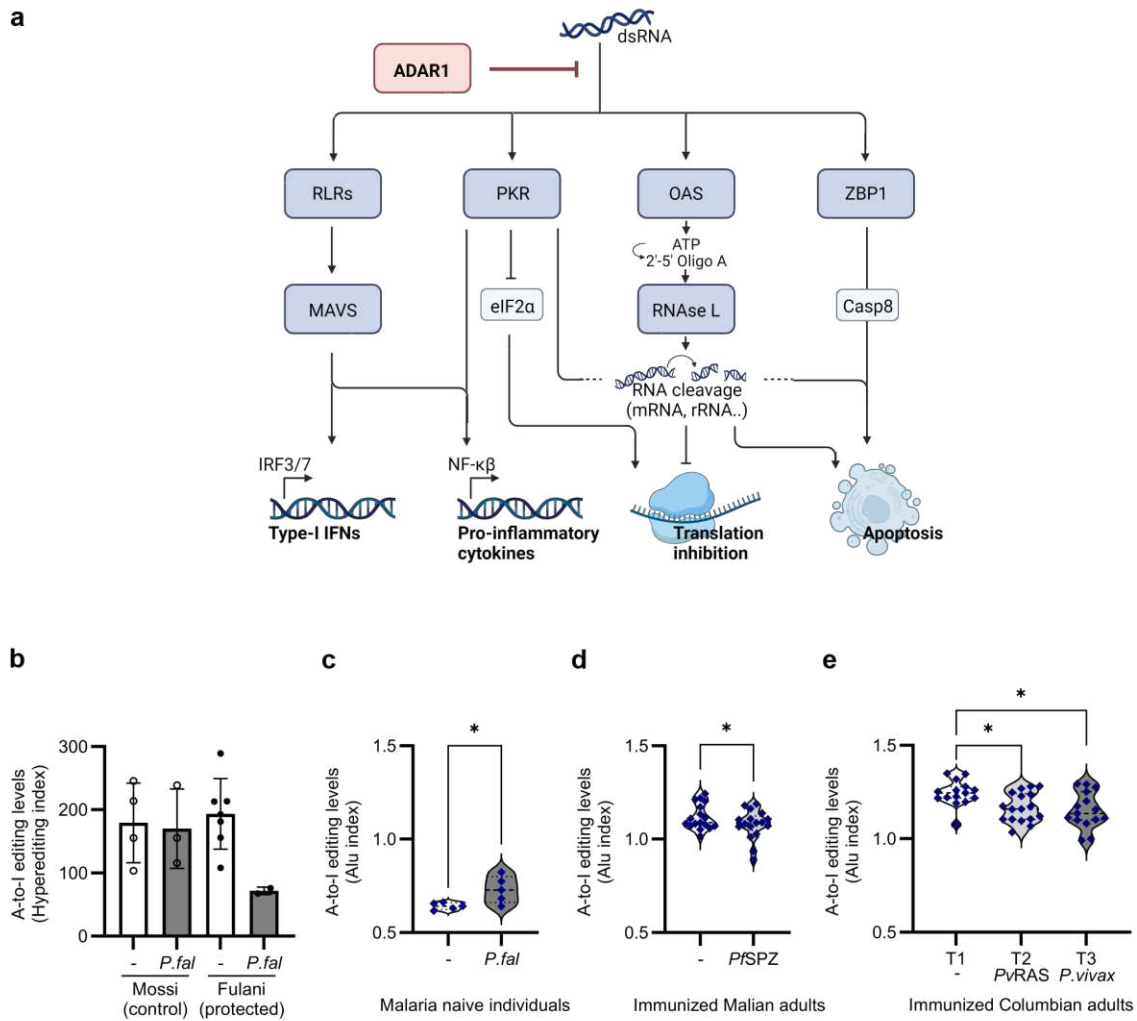 a
dsRNA
ADAR1
RLRs
PKR
OAS
ZBP1
ATP
2'-5' Oligo A
MAVS
eIF2α
RNAse L
Casp8
RNA cleavage
(mRNA, rRNA..)
IRF3/7
NF-κβ
Type-I IFNs
Pro-inflammatory
cytokines
Translation
inhibition
Apoptosis
b
A-to-I editing levels
(Hyperediting index)
300
200
100
0
- P.fal - P.fal
Mossi
(control)
Fulani
(protected)
c
A-to-I editing levels
(Alu index)
1.5
1.0
0.5
*
- P.fal
Malaria naive individuals
d
A-to-I editing levels
(Alu index)
1.5
1.0
0.5
*
- PfSPZ
Immunized Malian adults
e
A-to-I editing levels
(Alu index)
1.5
1.0
0.5
*
*
T1 T2 T3
- PvRAS P.vivax
Immunized Columbian adults